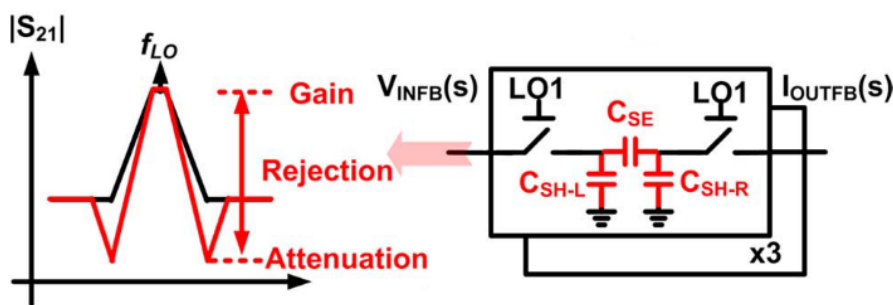 |S21|
fLO
Gain
Rejection
Attenuation
VINFB(s)
LO1
LO1
IOUTFB(s)
CSE
CSH-L
CSH-R
x3